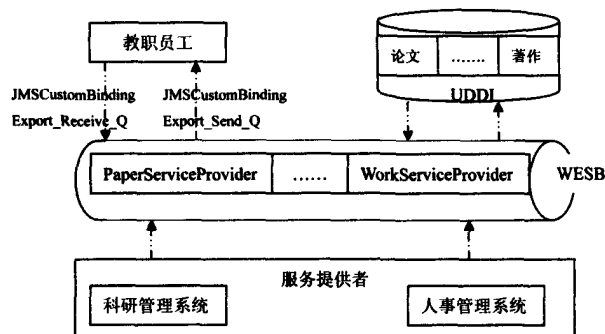 教职员工
论文 ....... 著作
UDDI
JMSCustomBinding JMSCustomBinding
Export_Receive_Q Export_Send_Q
PaperServiceProvider ...... WorkServiceProvider
WESB
服务提供者
科研管理系统 人事管理系统